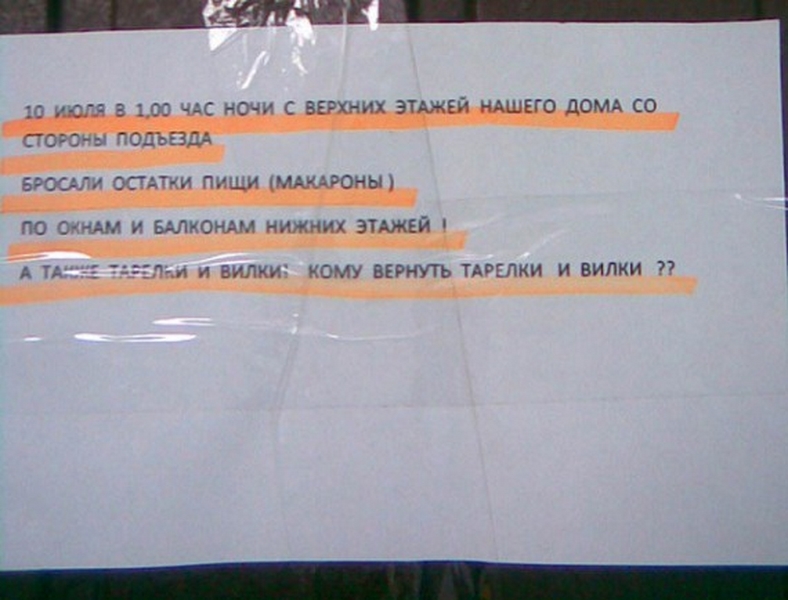 10 ИЮЛЯ В 1,00 ЧАС НОЧИ С ВЕРХНИХ ЭТАЖЕЙ НАШЕГО ДОМА СО
СТОРОНЫ ПОДЪЕЗДА
БРОСАЛИ ОСТАТКИ ПИЩИ (МАКАРОНЫ)
ПО ОКНАМ И БАЛКОНАМ НИЖНИХ ЭТАЖЕЙ !
А ТАКЖЕ ТАРЕЛКИ И ВИЛКИ! КОМУ ВЕРНУТЬ ТАРЕЛКИ И ВИЛКИ ??